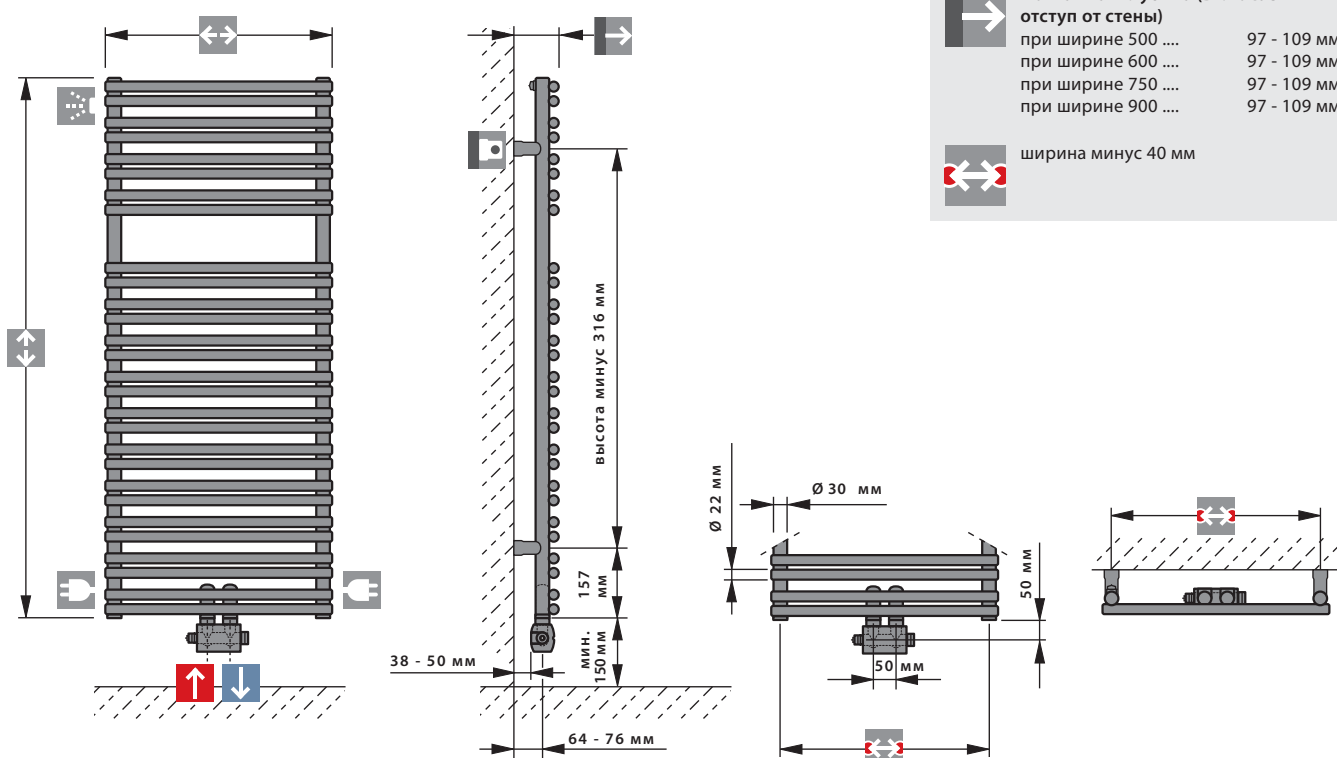 отступ от стены)
при ширине 500 .... 97 - 109 мм
при ширине 600 .... 97 - 109 мм
при ширине 750 .... 97 - 109 мм
при ширине 900 .... 97 - 109 мм
ширина минус 40 мм
высота минус 316 мм
157 мм
мин. 150 мм
38 - 50 мм
64 - 76 мм
Ø 22 мм
Ø 30 мм
50 мм
50 мм